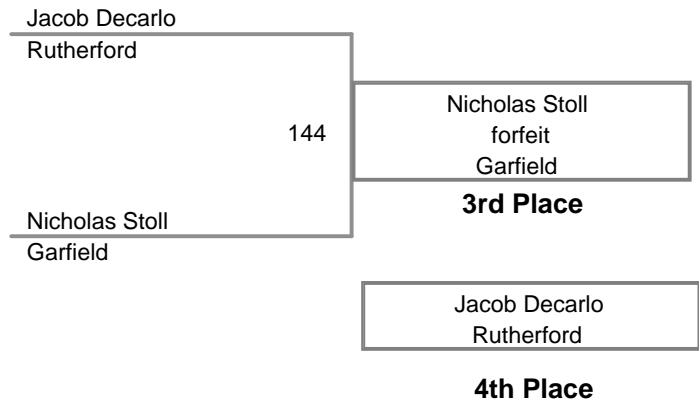 Jacob Decarlo
Rutherford
144
Nicholas Stoll
forfeit
Garfield
3rd Place
Nicholas Stoll
Garfield
Jacob Decarlo
Rutherford
4th Place